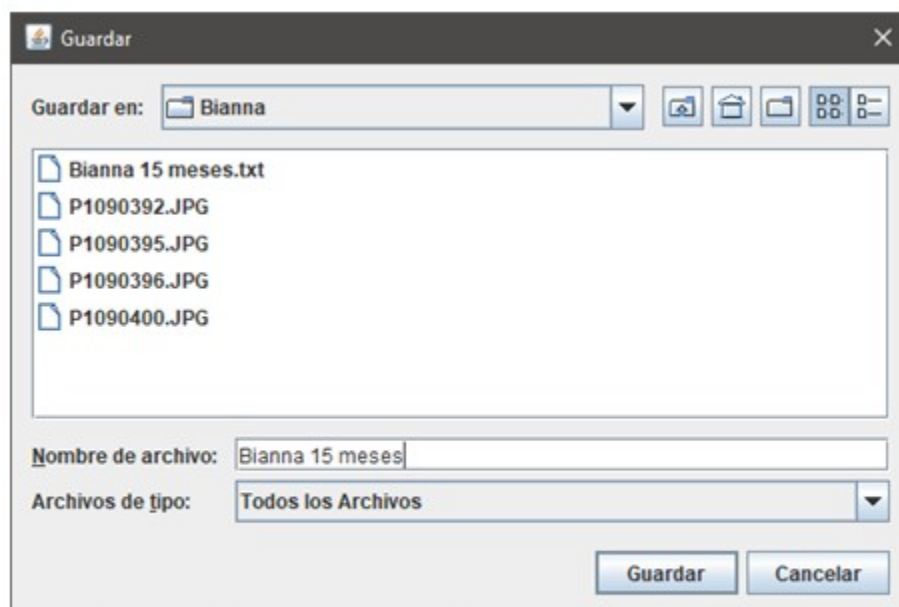 Guardar
Guardar en: Bianna
Bianna 15 meses.txt
P1090392.JPG
P1090395.JPG
P1090396.JPG
P1090400.JPG
Nombre de archivo: Bianna 15 meses
Archivos de tipo: Todos los Archivos
Guardar Cancelar